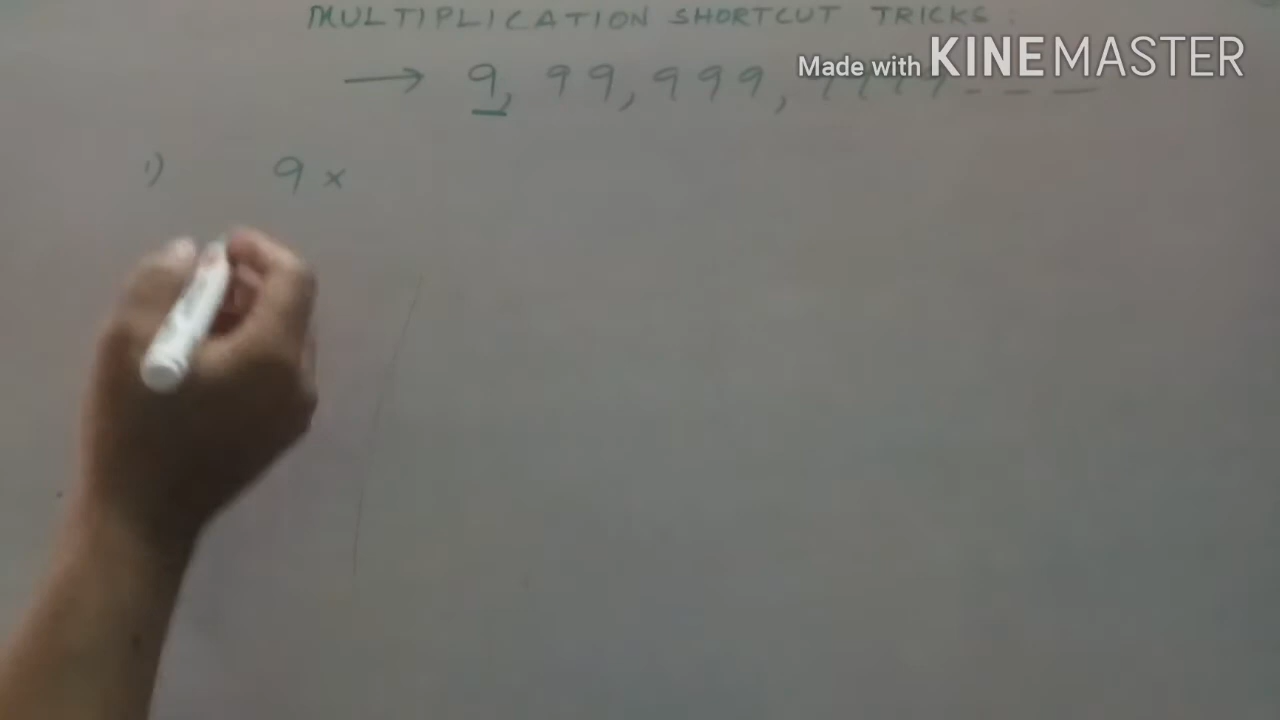 MULTIPLICATION SHORTCUT TRICKS :
Made with KINEMASTER
→ 9, 99, 999, 9999 - - -
1) 9 ×